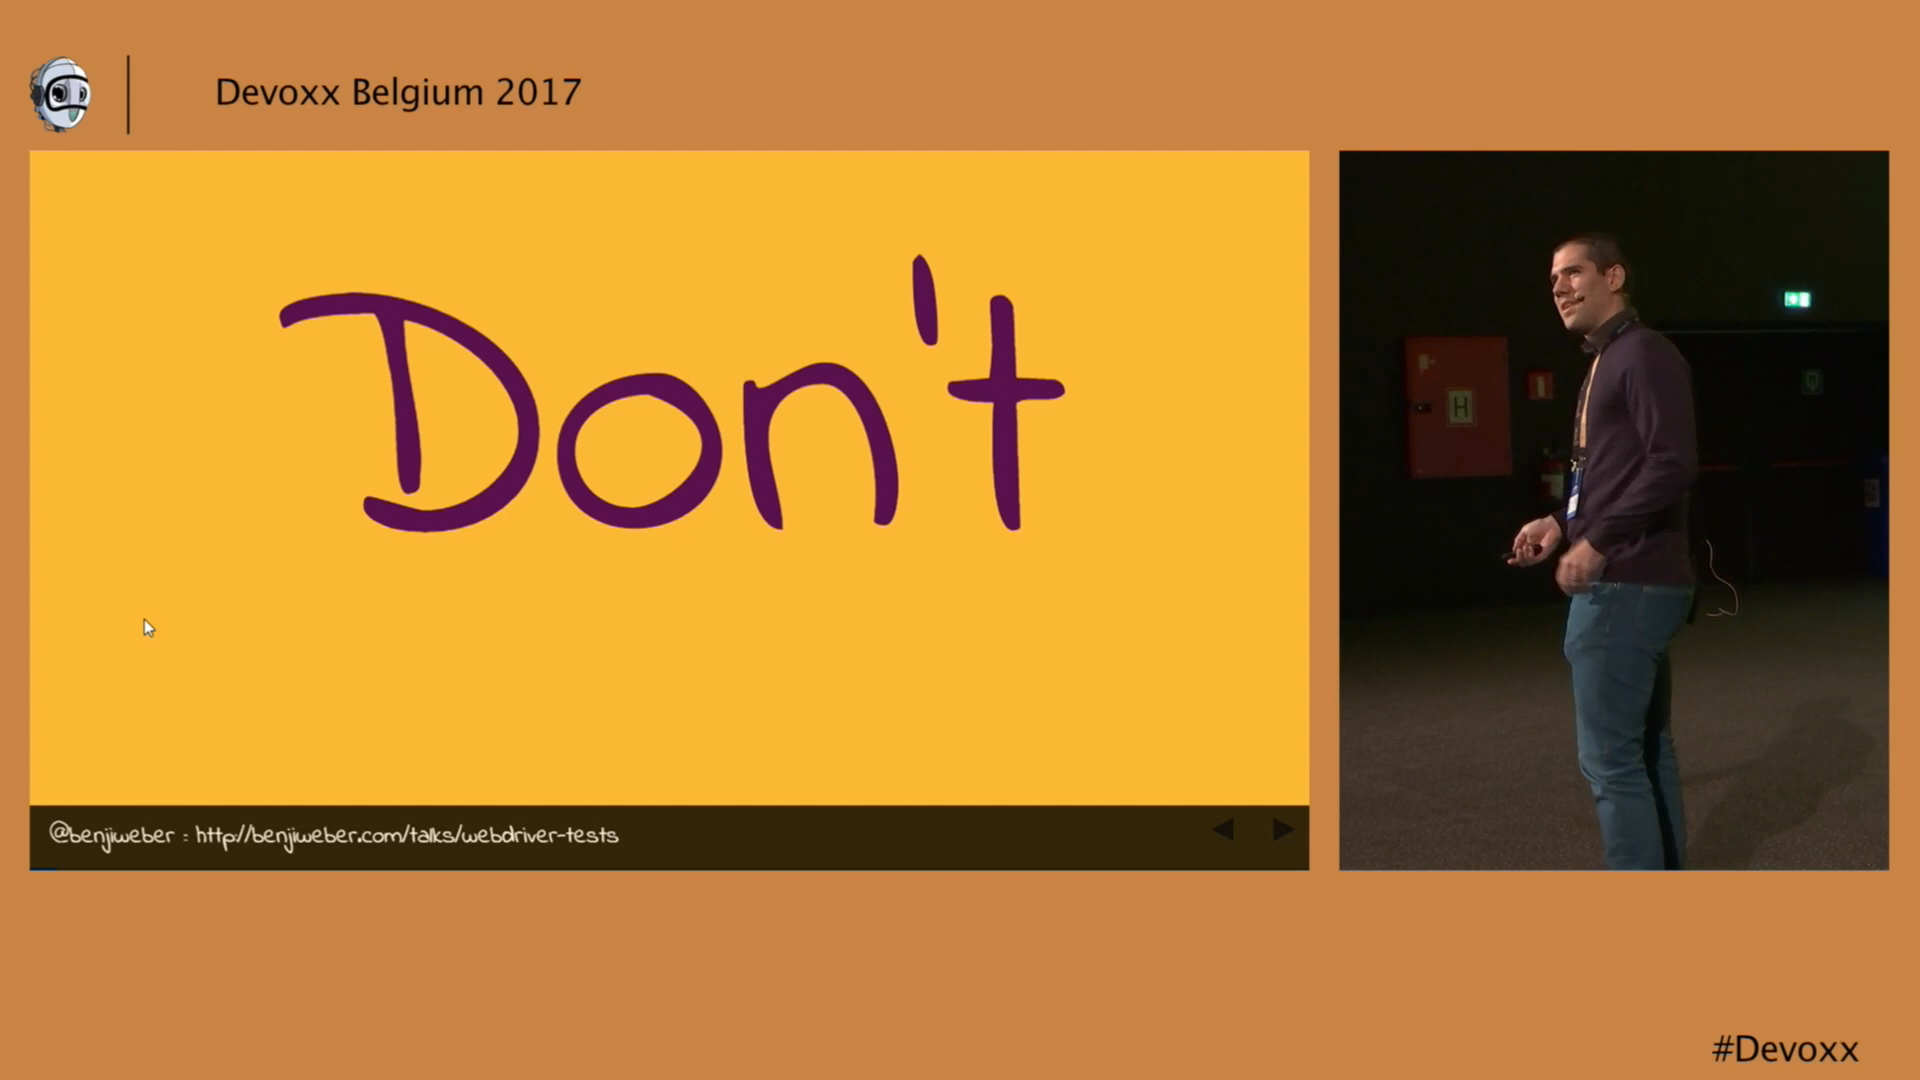 Devoxx Belgium 2017
Don't
@benjiweber : http://benjiweber.com/talks/webdriver-tests
H
#Devoxx